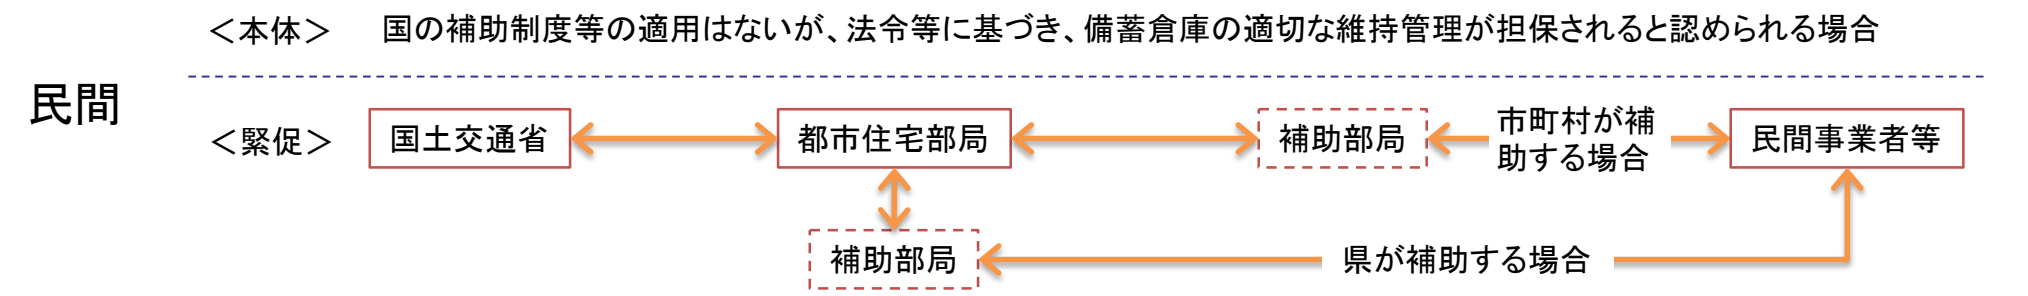 ＜本体＞ 国の補助制度等の適用はないが、法令等に基づき、備蓄倉庫の適切な維持管理が担保されると認められる場合
民間
＜緊促＞ 国土交通省 都市住宅部局 補助部局 市町村が補
助する場合 民間事業者等
補助部局 県が補助する場合